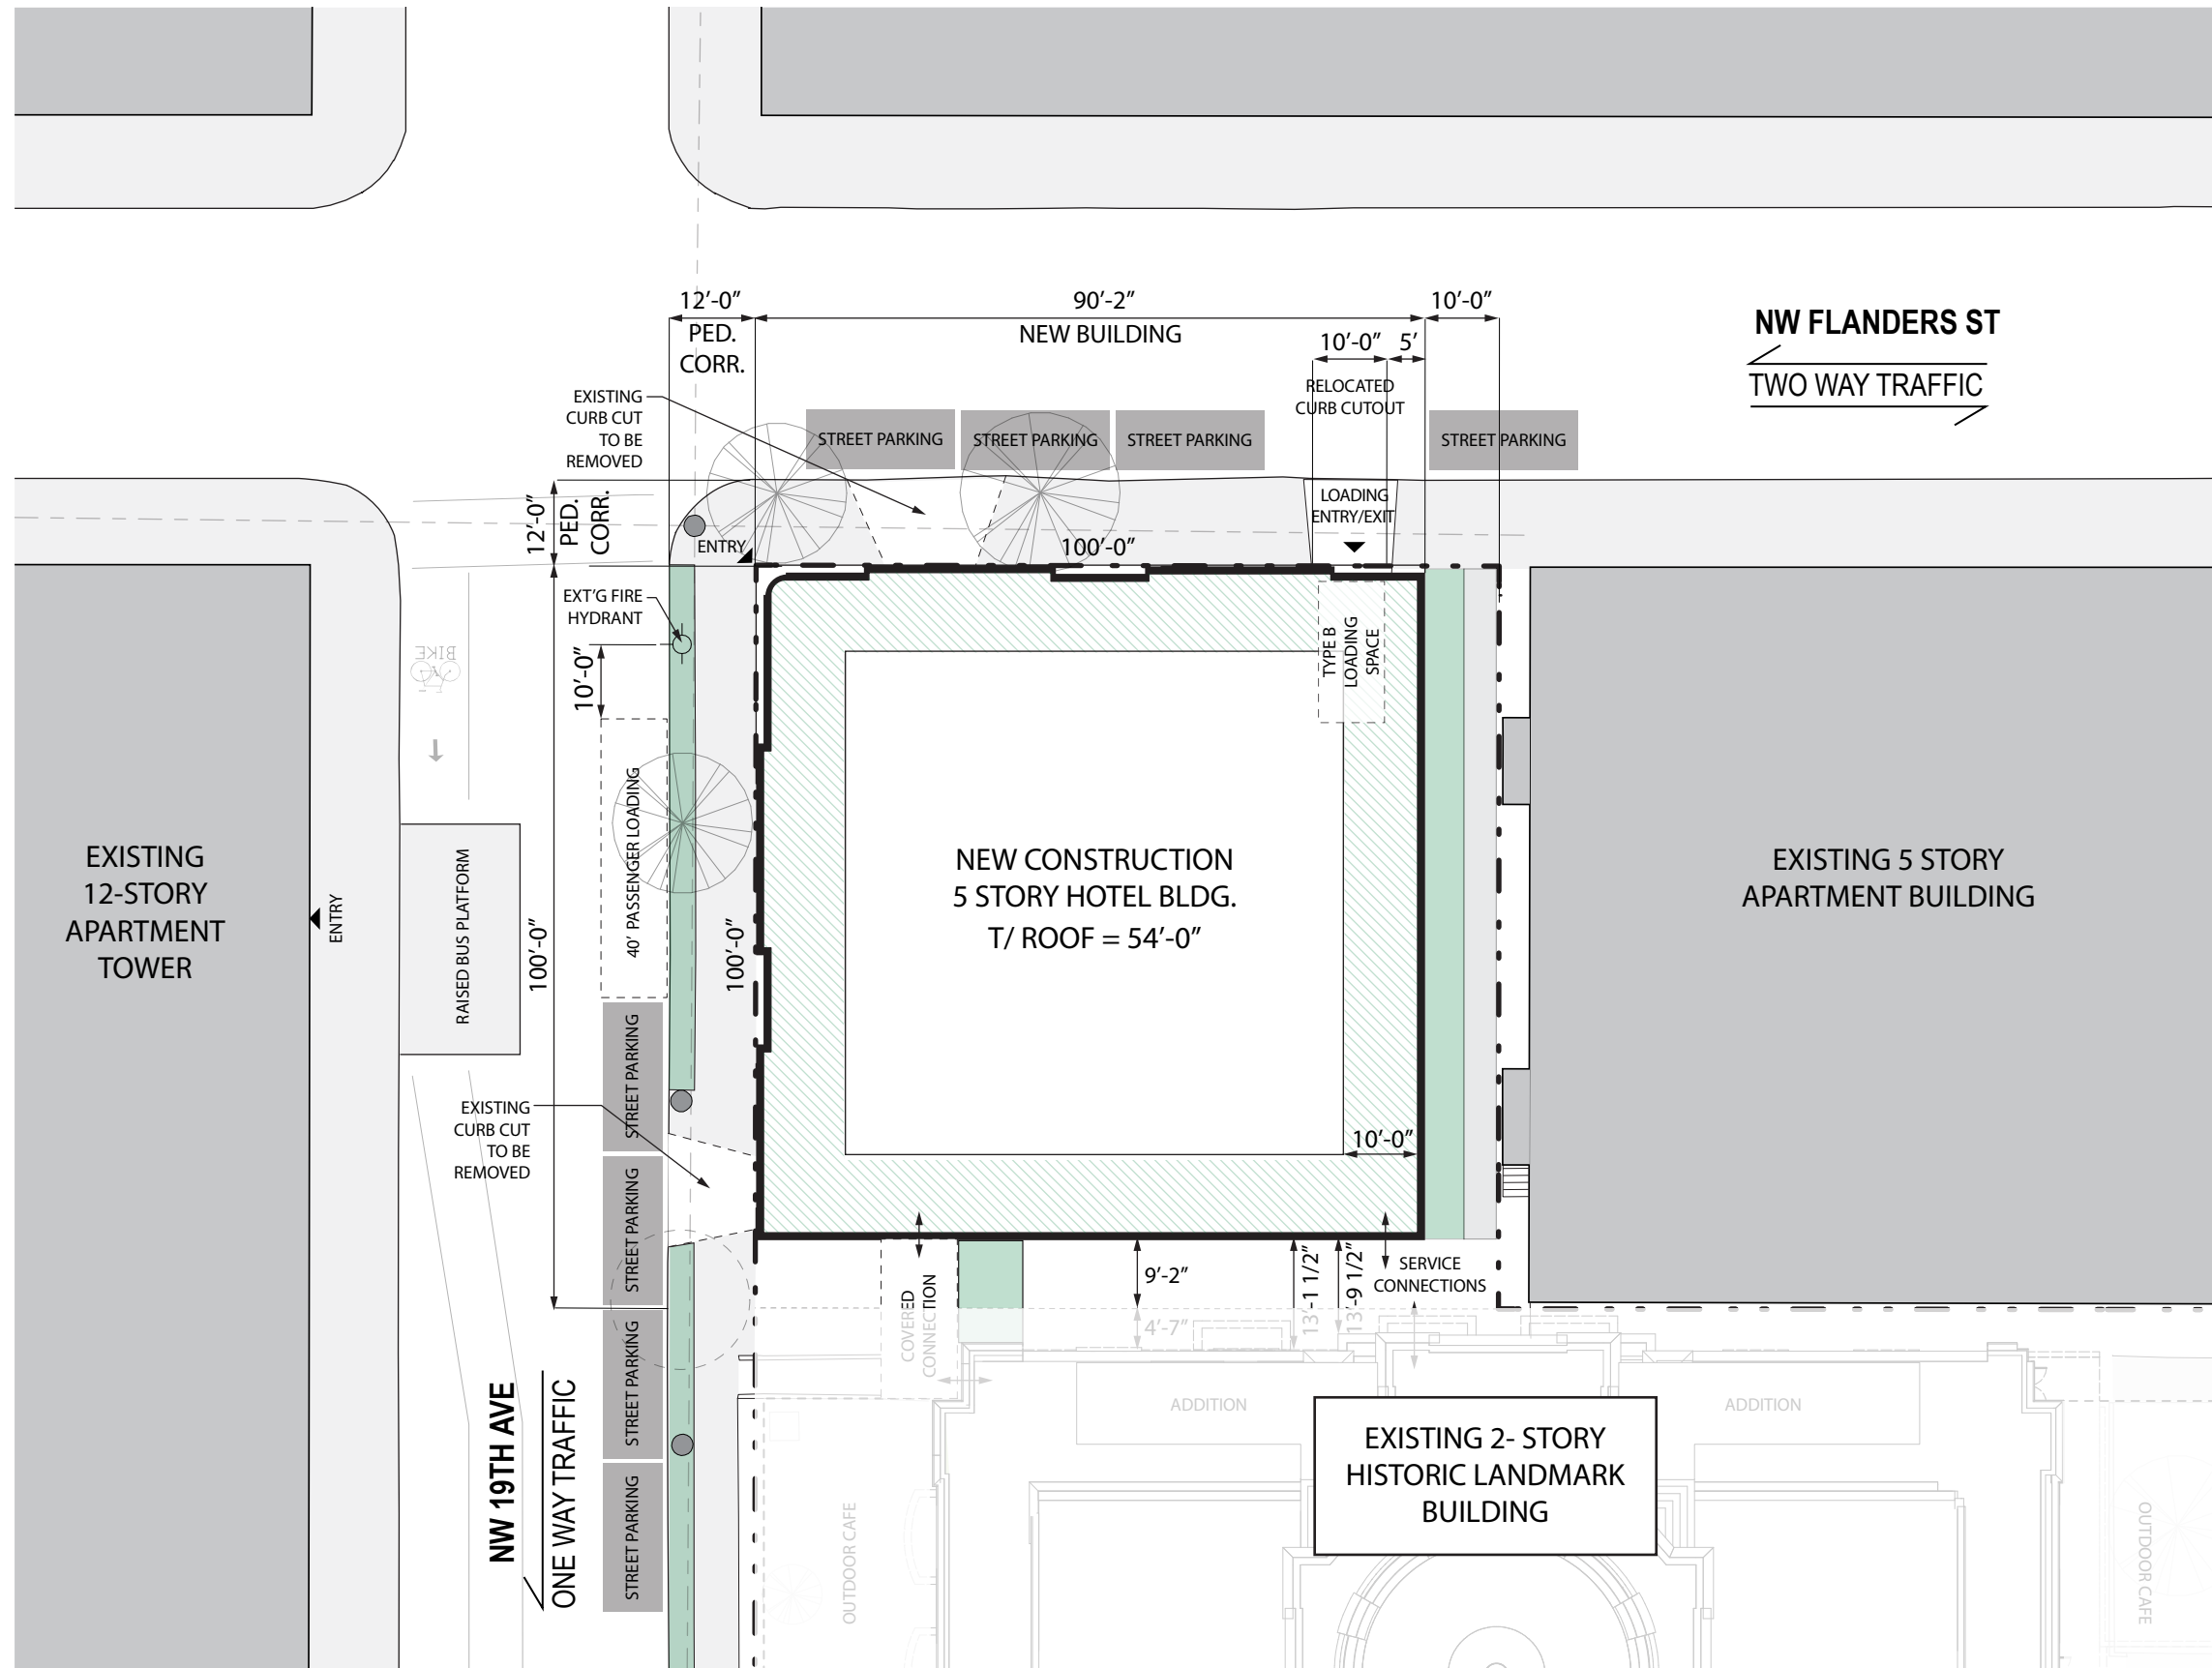 12’-0”
90’-2”
10’-0”
PED.
CORR.
NEW BUILDING
10’-0”
5’
NW FLANDERS ST
TWO WAY TRAFFIC
RELOCATED
CURB CUTOUT
EXISTING
CURB CUT
TO BE
REMOVED
STREET PARKING
STREET PARKING
STREET PARKING
STREET PARKING
12’-0”
PED.
CORR.
LOADING
ENTRY/EXIT
ENTRY
100’-0”
EXT’G FIRE
HYDRANT
10’-0”
BIKE
TYPE B
LOADING
SPACE
40’ PASSENGER LOADING
EXISTING
12-STORY
APARTMENT
TOWER
ENTRY
RAISED BUS PLATFORM
100’-0”
100’-0”
NEW CONSTRUCTION
5 STORY HOTEL BLDG.
T/ ROOF = 54’-0”
EXISTING 5 STORY
APARTMENT BUILDING
STREET PARKING
EXISTING
CURB CUT
TO BE
REMOVED
10’-0”
STREET PARKING
COVERED
CONNECTION
9’-2”
4’-7”
13’-1 1/2”
13’-9 1/2”
SERVICE
CONNECTIONS
STREET PARKING
NW 19TH AVE
ONE WAY TRAFFIC
STREET PARKING
ADDITION
ADDITION
EXISTING 2- STORY
HISTORIC LANDMARK
BUILDING
OUTDOOR CAFE
OUTDOOR CAFE